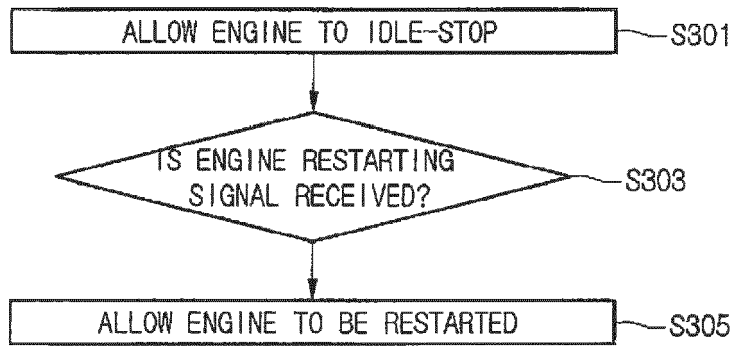 ALLOW ENGINE TO IDLE-STOP
S301
IS ENGINE RESTARTING
SIGNAL RECEIVED?
S303
ALLOW ENGINE TO BE RESTARTED
S305